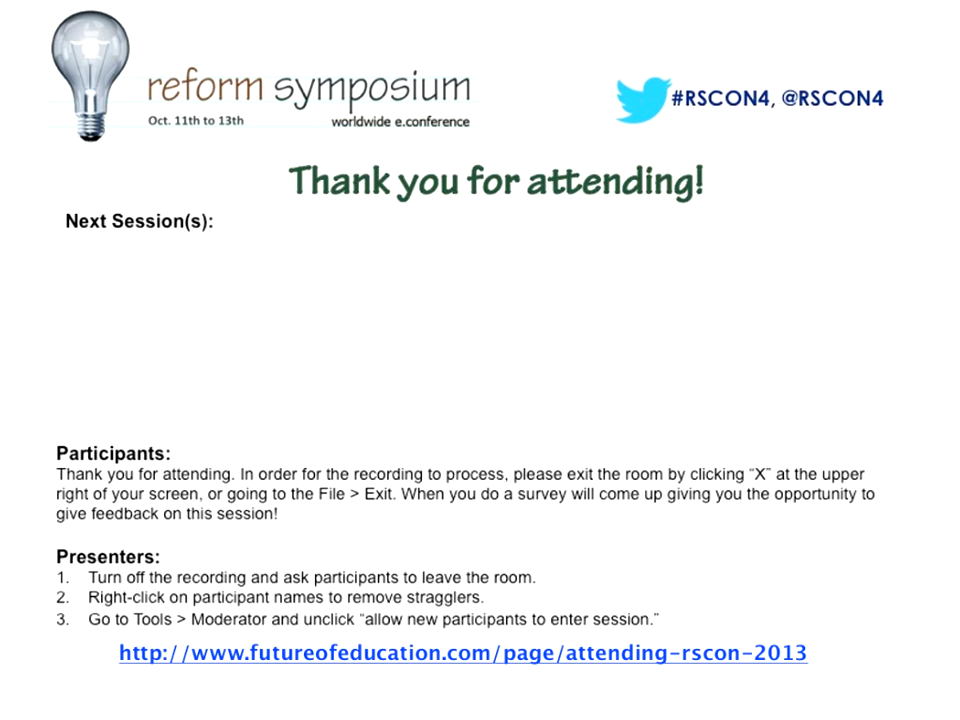 reform symposium
Oct. 11th to 13th
worldwide e.conference
#RSCON4, @RSCON4
Thank you for attending!
Next Session(s):
Participants:
Thank you for attending. In order for the recording to process, please exit the room by clicking “X” at the upper
right of your screen, or going to the File > Exit. When you do a survey will come up giving you the opportunity to
give feedback on this session!
Presenters:
1. Turn off the recording and ask participants to leave the room.
2. Right-click on participant names to remove stragglers.
3. Go to Tools > Moderator and unclick “allow new participants to enter session.”
http://www.futureofeducation.com/page/attending-rscon-2013